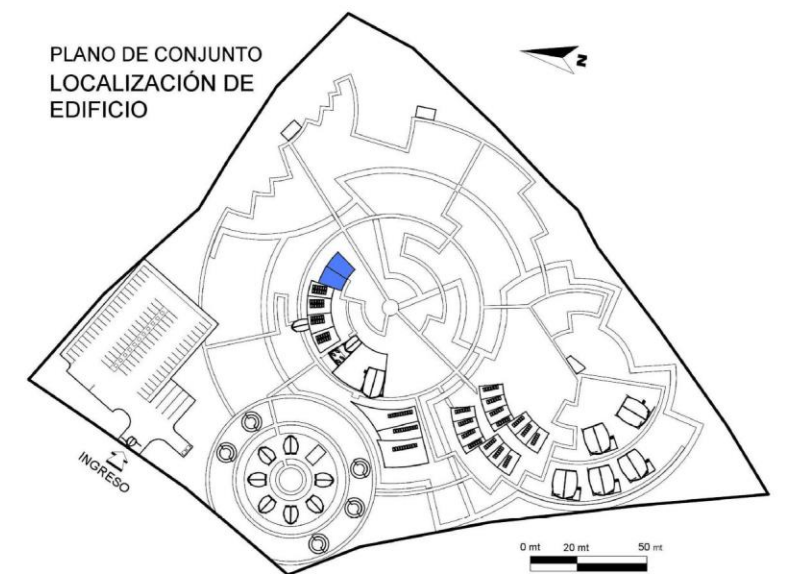 PLANO DE CONJUNTO
LOCALIZACIÓN DE
EDIFICIO
N
INGRESO
0 mt 20 mt 50 mt